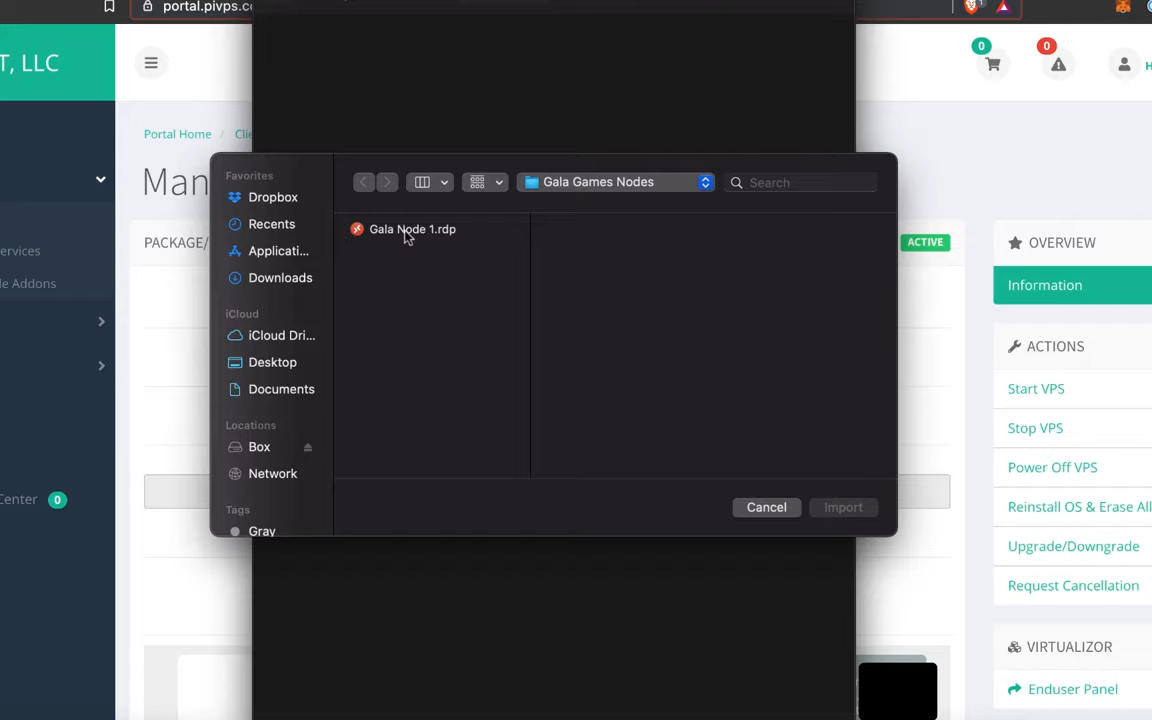 portal.pivps.c
1
T, LLC
0
0
H
Portal Home / Clie
Man
PACKAGE/
ACTIVE
ervices
le Addons
Center 0
Favorites
Dropbox
Recents
Applicati...
Downloads
iCloud
iCloud Dri...
Desktop
Documents
Locations
Box
Network
Tags
Gray
Gala Games Nodes
Search
Gala Node 1.rdp
Cancel
Import
OVERVIEW
Information
ACTIONS
Start VPS
Stop VPS
Power Off VPS
Reinstall OS & Erase All
Upgrade/Downgrade
Request Cancellation
VIRTUALIZOR
Enduser Panel